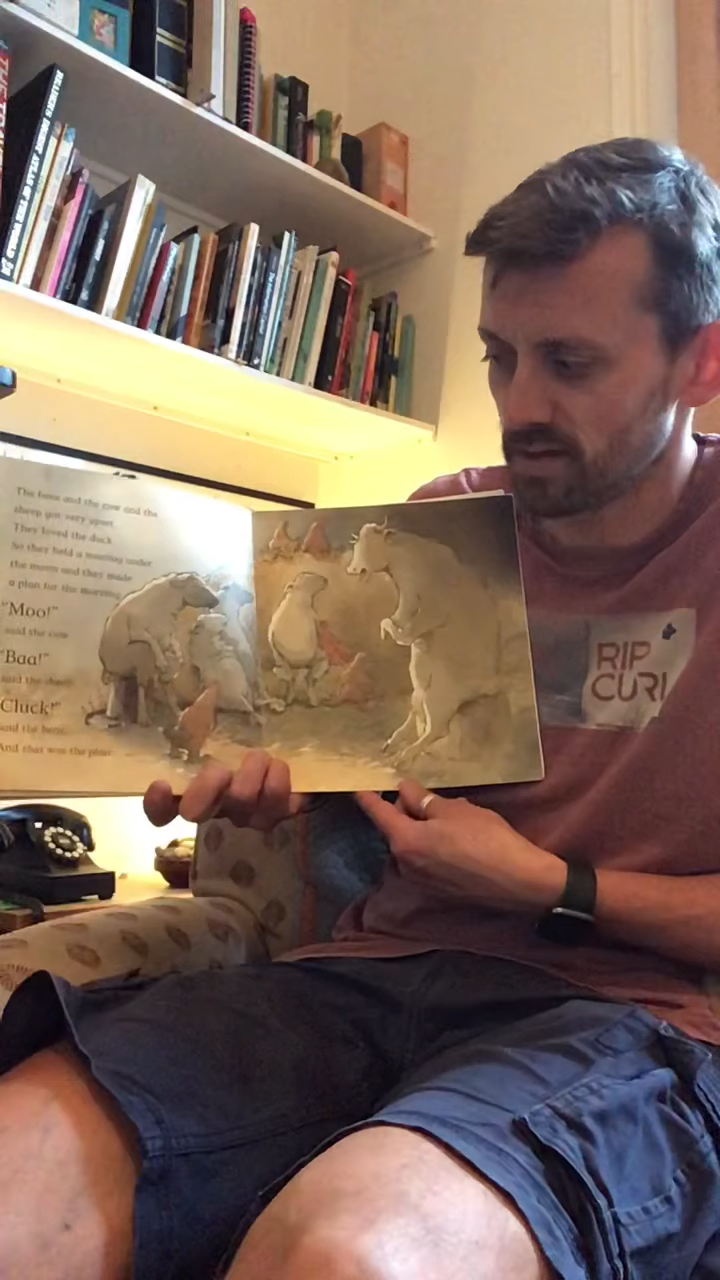 The hens and the cow and the
sheep got very upset.
They loved the duck.
So they held a meeting under
the moon and they made
a plan for the morning.
"Moo!"
said the cow.
"Baa!"
said the sheep.
"Cluck!"
said the hens.
And that was the plan!
RIP
CURL